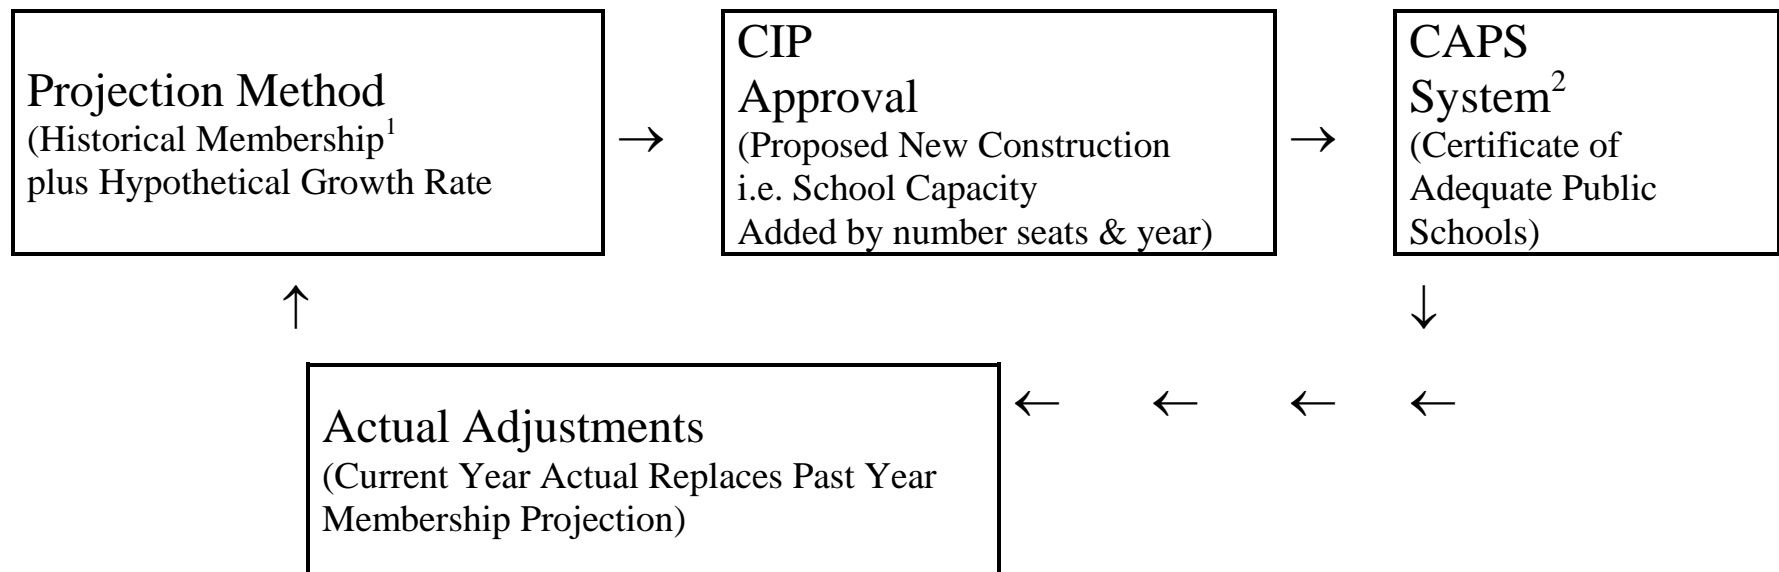 Projection Method
(Historical Membership¹
plus Hypothetical Growth Rate
→
CIP
Approval
(Proposed New Construction
i.e. School Capacity
Added by number seats & year)
→
CAPS
System²
(Certificate of
Adequate Public
Schools)
↑
↓
Actual Adjustments
(Current Year Actual Replaces Past Year
Membership Projection)
← ← ← ←